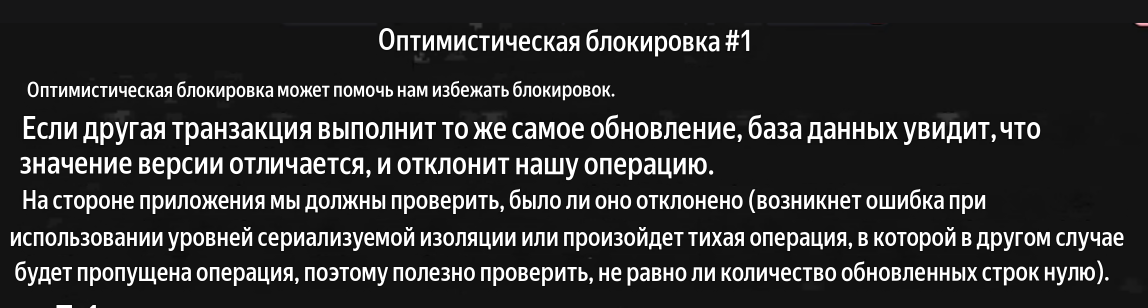 Оптимистическая блокировка #1
Оптимистическая блокировка может помочь нам избежать блокировок.
Если другая транзакция выполнит то же самое обновление, база данных увидит, что
значение версии отличается, и отклонит нашу операцию.
На стороне приложения мы должны проверить, было ли оно отклонено (возникнет ошибка при
использовании уровней сериализуемой изоляции или произойдет тихая операция, в которой в другом случае
будет пропущена операция, поэтому полезно проверить, не равно ли количество обновленных строк нулю).